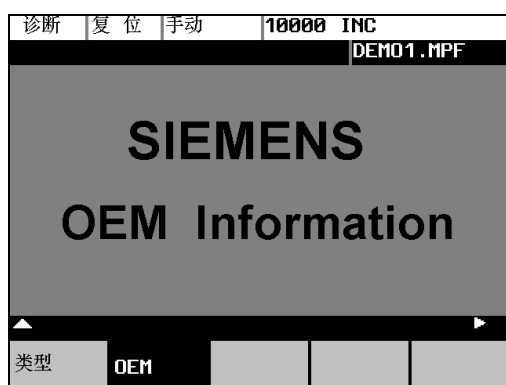 诊断 复 位 手动 10000 INC
DEMO1.MPF
SIEMENS
OEM Information
类型 OEM